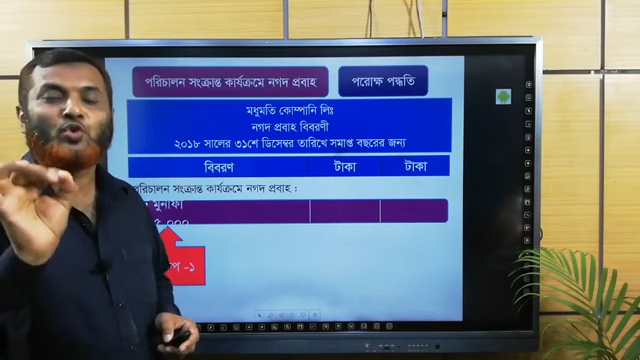 পরিচালন সংক্রান্ত কার্যক্রমে নগদ প্রবাহ
পরোক্ষ পদ্ধতি
মধুমতি কোম্পানি লিঃ
নগদ প্রবাহ বিবরণী
২০১৮ সালের ৩১শে ডিসেম্বর তারিখে সমাপ্ত বছরের জন্য
বিবরণ টাকা টাকা
পরিচালন সংক্রান্ত কার্যক্রমে নগদ প্রবাহ :
মুনাফা
-১